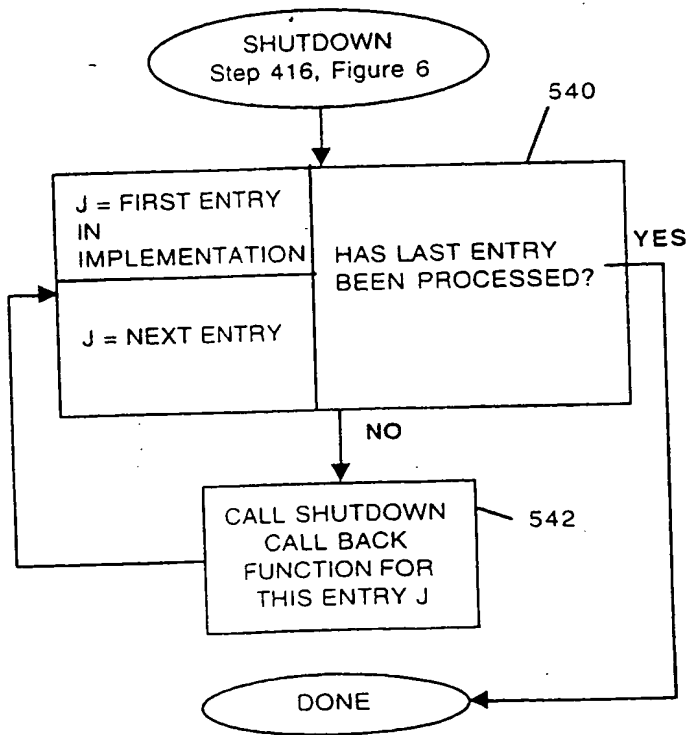 SHUTDOWN
Step 416, Figure 6
540
J = FIRST ENTRY
IN
IMPLEMENTATION
HAS LAST ENTRY
BEEN PROCESSED?
YES
J = NEXT ENTRY
NO
CALL SHUTDOWN
CALL BACK
FUNCTION FOR
THIS ENTRY J
542
DONE